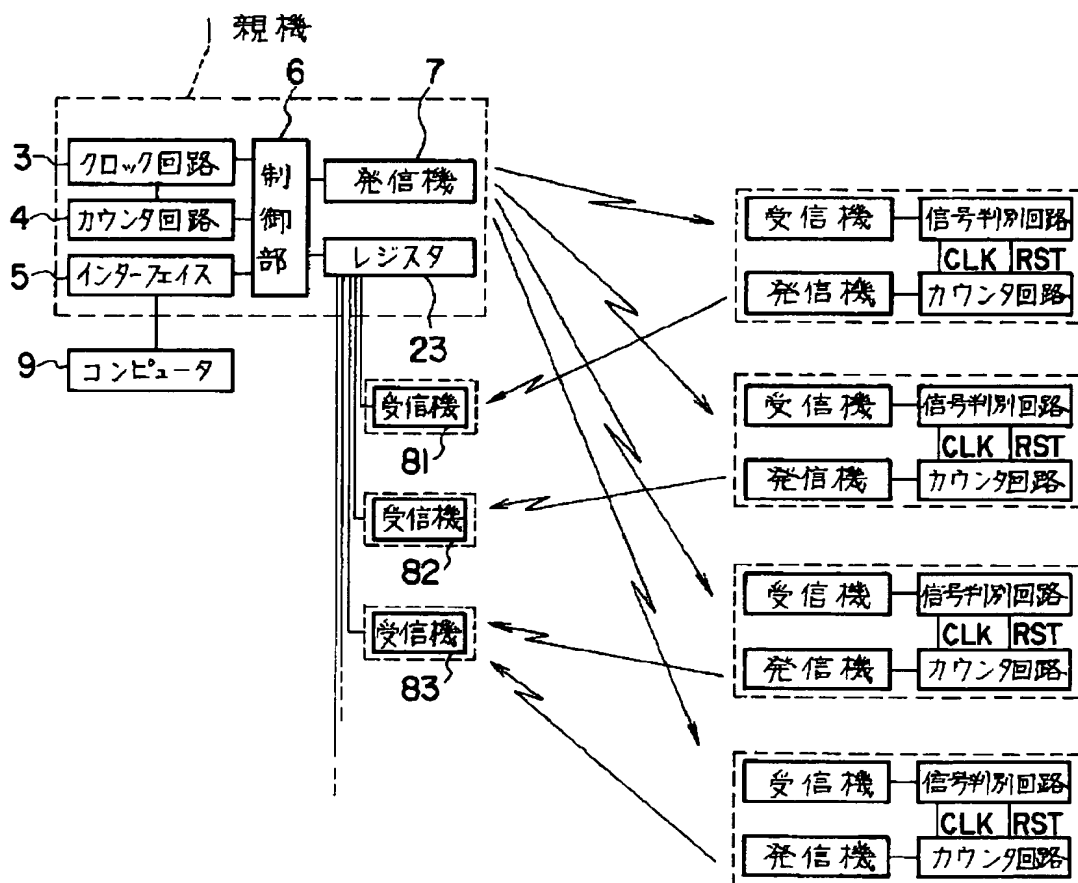 親機
6
7
3
クロック回路
制御部
発信機
4
カウンタ回路
5
インターフェイス
レジスタ
9
コンピュータ
23
受信機
81
受信機
82
受信機
83
受信機
信号判別回路
CLK RST
発信機
カウンタ回路
受信機
信号判別回路
CLK RST
発信機
カウンタ回路
受信機
信号判別回路
CLK RST
発信機
カウンタ回路
受信機
信号判別回路
CLK RST
発信機
カウンタ回路